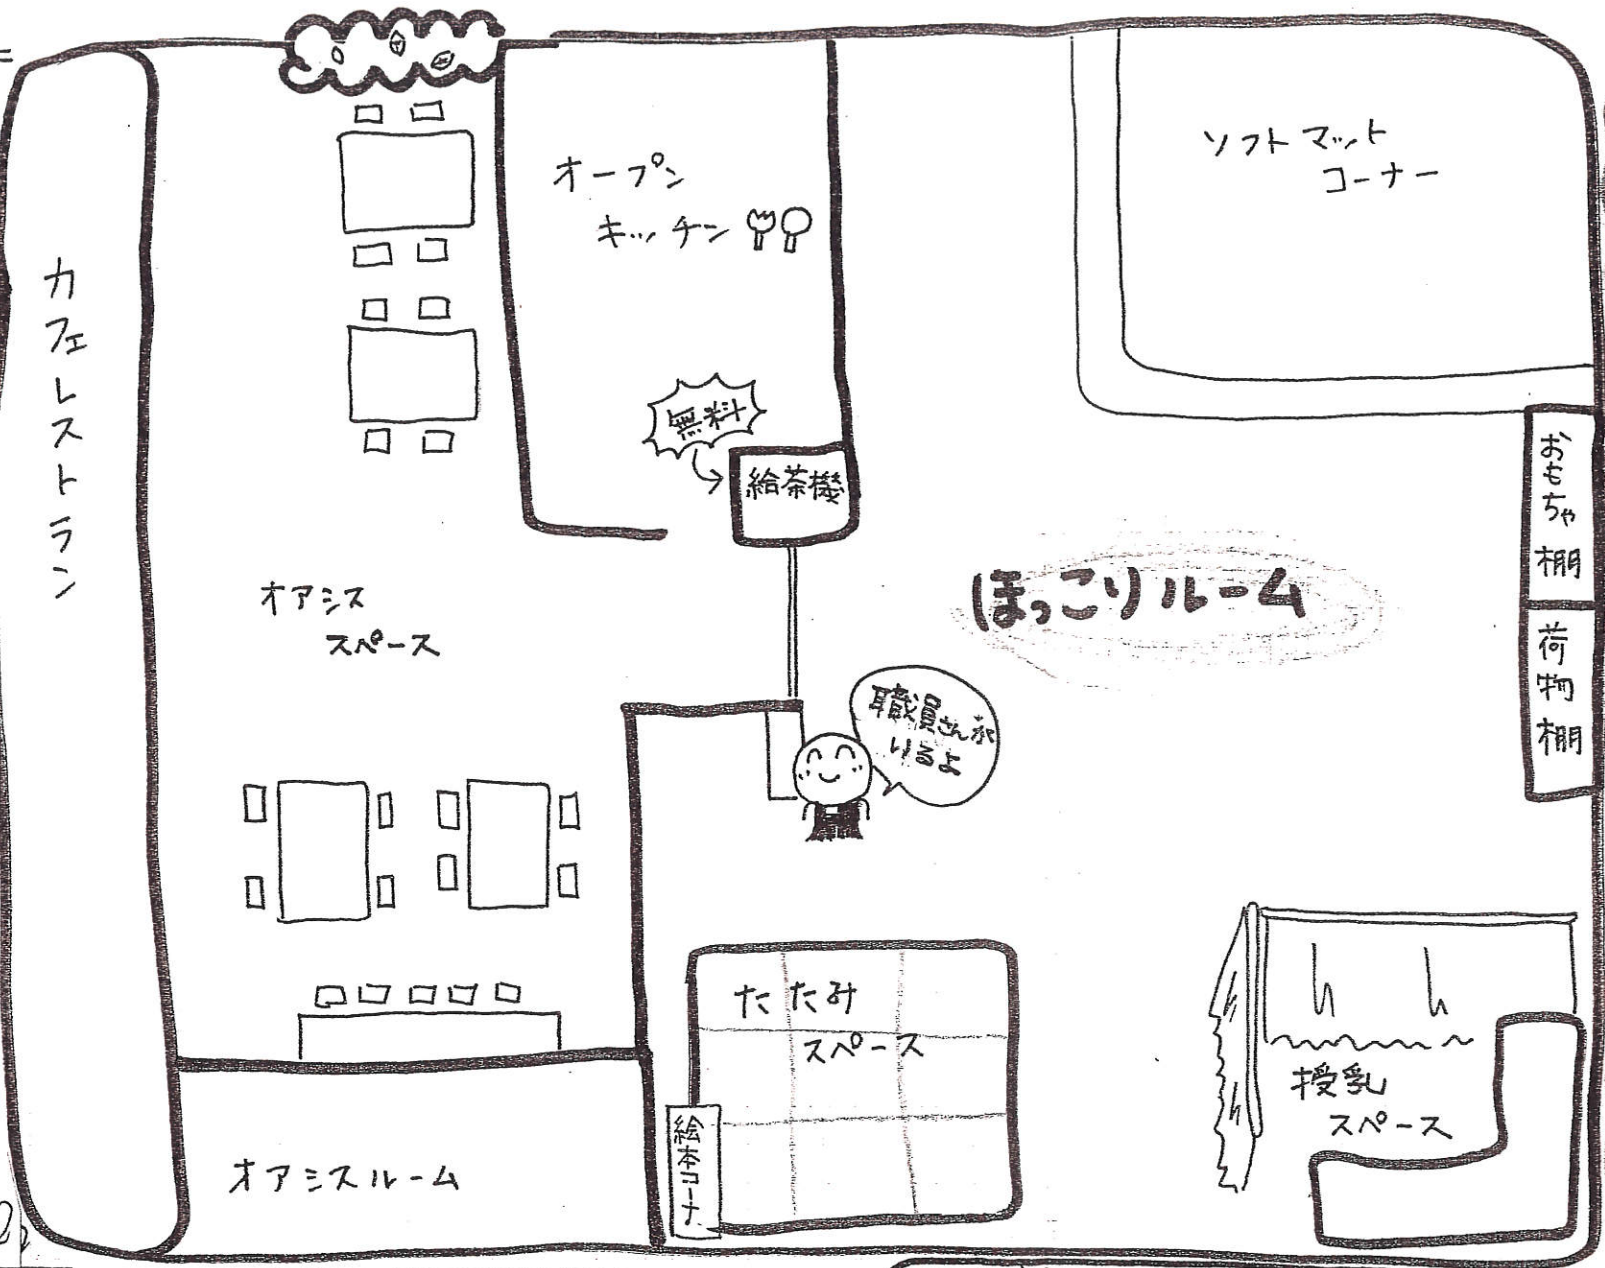 カフェレストラン
オープン
キッチン
無料
給茶機
オアシス
スペース
オアシスルーム
ソフトマット
コーナー
おもちゃ棚
荷物棚
ほっこりルーム
職員さんが
いるよ
たたみ
スペース
絵本コーナー
授乳
スペース